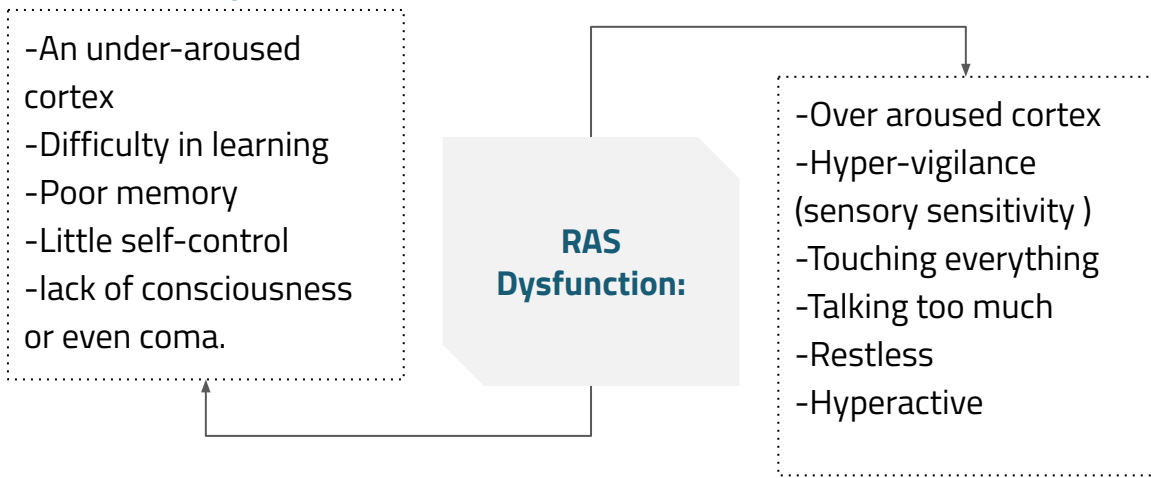 -An under-aroused
cortex
-Difficulty in learning
-Poor memory
-Little self-control
-lack of consciousness
or even coma.
RAS
Dysfunction:
-Over aroused cortex
-Hyper-vigilance
(sensory sensitivity )
-Touching everything
-Talking too much
-Restless
-Hyperactive